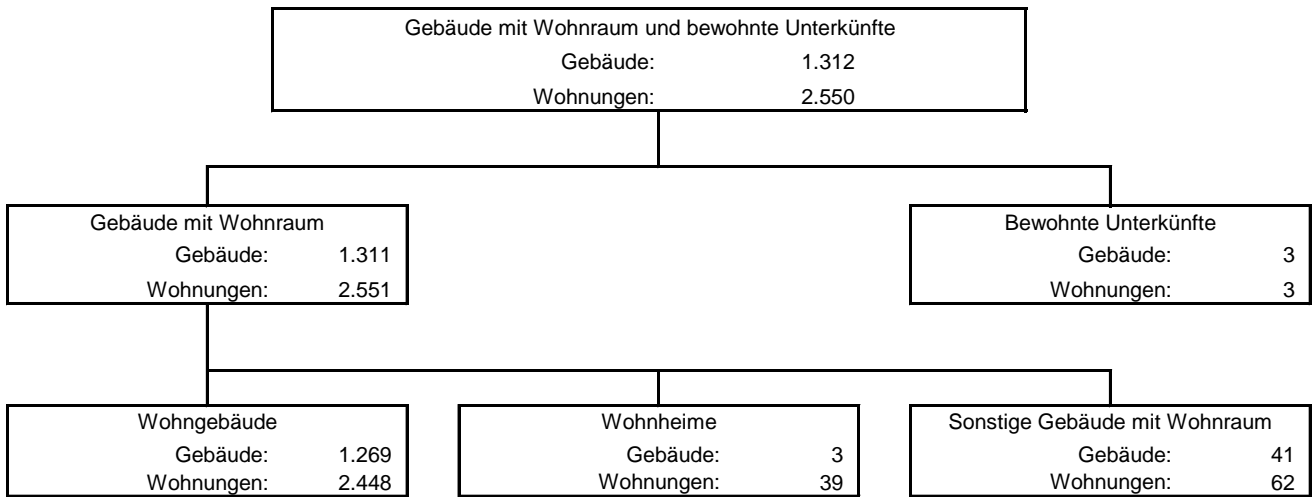 Gebäude mit Wohnraum und bewohnte Unterkünfte
Gebäude: 1.312
Wohnungen: 2.550
Gebäude mit Wohnraum
Gebäude: 1.311
Wohnungen: 2.551
Bewohnte Unterkünfte
Gebäude: 3
Wohnungen: 3
Wohngebäude
Gebäude: 1.269
Wohnungen: 2.448
Wohnheime
Gebäude: 3
Wohnungen: 39
Sonstige Gebäude mit Wohnraum
Gebäude: 41
Wohnungen: 62